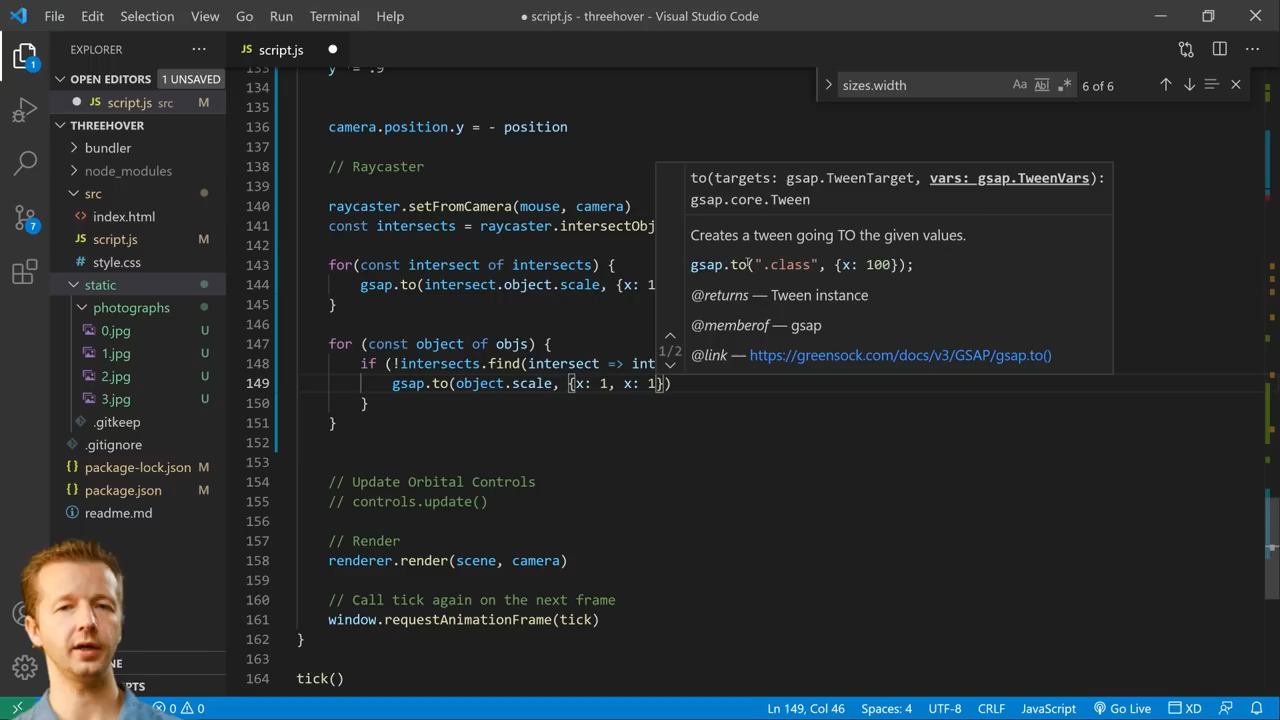 File Edit Selection View Go Run Terminal Help
● script.js - threehover - Visual Studio Code
EXPLORER
JS script.js
OPEN EDITORS 1 UNSAVED
JS script.js src M
THREEHOVER
bundler
node_modules
src
index.html
script.js
style.css
static
photographs
0.jpg U
1.jpg U
2.jpg U
3.jpg U
.gitkeep
.gitignore
package-lock.json M
package.json M
readme.md
1
7
sizes.width Aa Abl .* 6 of 6
133 y *= .9
134
135
136 camera.position.y = - position
137
138 // Raycaster
139
140 raycaster.setFromCamera(mouse, camera)
141 const intersects = raycaster.intersectObj
142
143 for(const intersect of intersects) {
144 gsap.to(intersect.object.scale, {x: 1
145 }
146
147 for (const object of objs) {
148 if (!intersects.find(intersect => int
149 gsap.to(object.scale, {x: 1, x: 1})
150 }
151 }
152
153
154 // Update Orbital Controls
155 // controls.update()
156
157 // Render
158 renderer.render(scene, camera)
159
160 // Call tick again on the next frame
161 window.requestAnimationFrame(tick)
162 }
163
164 tick()
to(targets: gsap.TweenTarget, vars: gsap.TweenVars):
gsap.core.Tween
Creates a tween going TO the given values.
gsap.to(".class", {x: 100});
@returns — Tween instance
@memberof — gsap
1/2
@link — https://greensock.com/docs/v3/GSAP/gsap.to()
0 0
Ln 149, Col 46 Spaces: 4 UTF-8 CRLF JavaScript Go Live XD